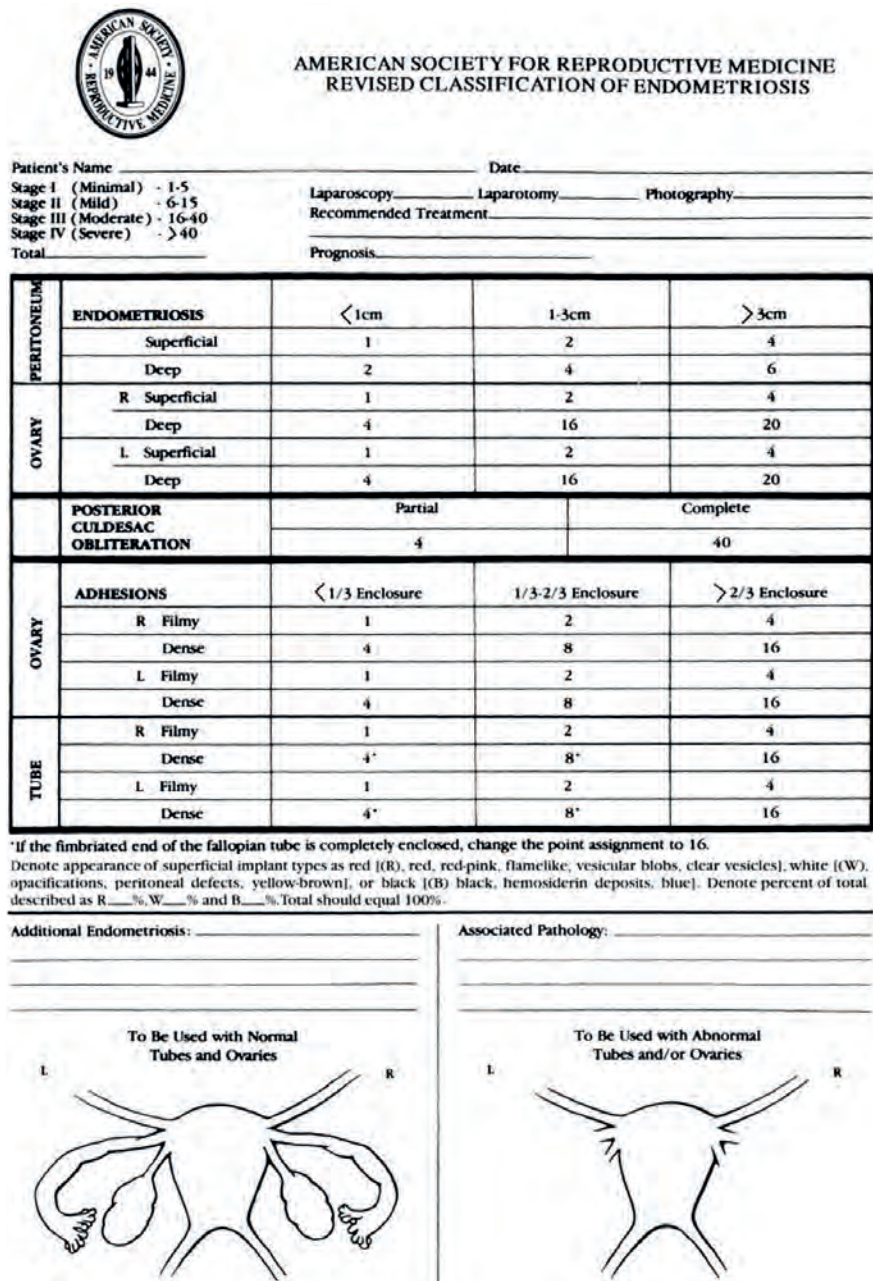 AMERICAN SOCIETY
REPRODUCTIVE MEDICINE
19 44
AMERICAN SOCIETY FOR REPRODUCTIVE MEDICINE
REVISED CLASSIFICATION OF ENDOMETRIOSIS
Patient's Name Date
Stage I (Minimal) - 1-5
Stage II (Mild) - 6-15
Stage III (Moderate) - 16-40
Stage IV (Severe) - >40
Total
Laparoscopy Laparotomy Photography
Recommended Treatment
Prognosis
PERITONEUM
ENDOMETRIOSIS <1cm 1-3cm >3cm
Superficial 1 2 4
Deep 2 4 6
OVARY
R Superficial 1 2 4
Deep 4 16 20
L Superficial 1 2 4
Deep 4 16 20
POSTERIOR
CULDESAC
OBLITERATION
Partial Complete
4 40
OVARY
ADHESIONS <1/3 Enclosure 1/3-2/3 Enclosure >2/3 Enclosure
R Filmy 1 2 4
Dense 4 8 16
L Filmy 1 2 4
Dense 4 8 16
TUBE
R Filmy 1 2 4
Dense 4* 8* 16
L Filmy 1 2 4
Dense 4* 8* 16
*If the fimbriated end of the fallopian tube is completely enclosed, change the point assignment to 16.
Denote appearance of superficial implant types as red [(R), red, red-pink, flamelike, vesicular blobs, clear vesicles], white [(W),
opacifications, peritoneal defects, yellow-brown], or black [(B) black, hemosiderin deposits, blue]. Denote percent of total
described as R___%, W___% and B___%. Total should equal 100%.
Additional Endometriosis:
Associated Pathology:
To Be Used with Normal
Tubes and Ovaries
L R
To Be Used with Abnormal
Tubes and/or Ovaries
L R